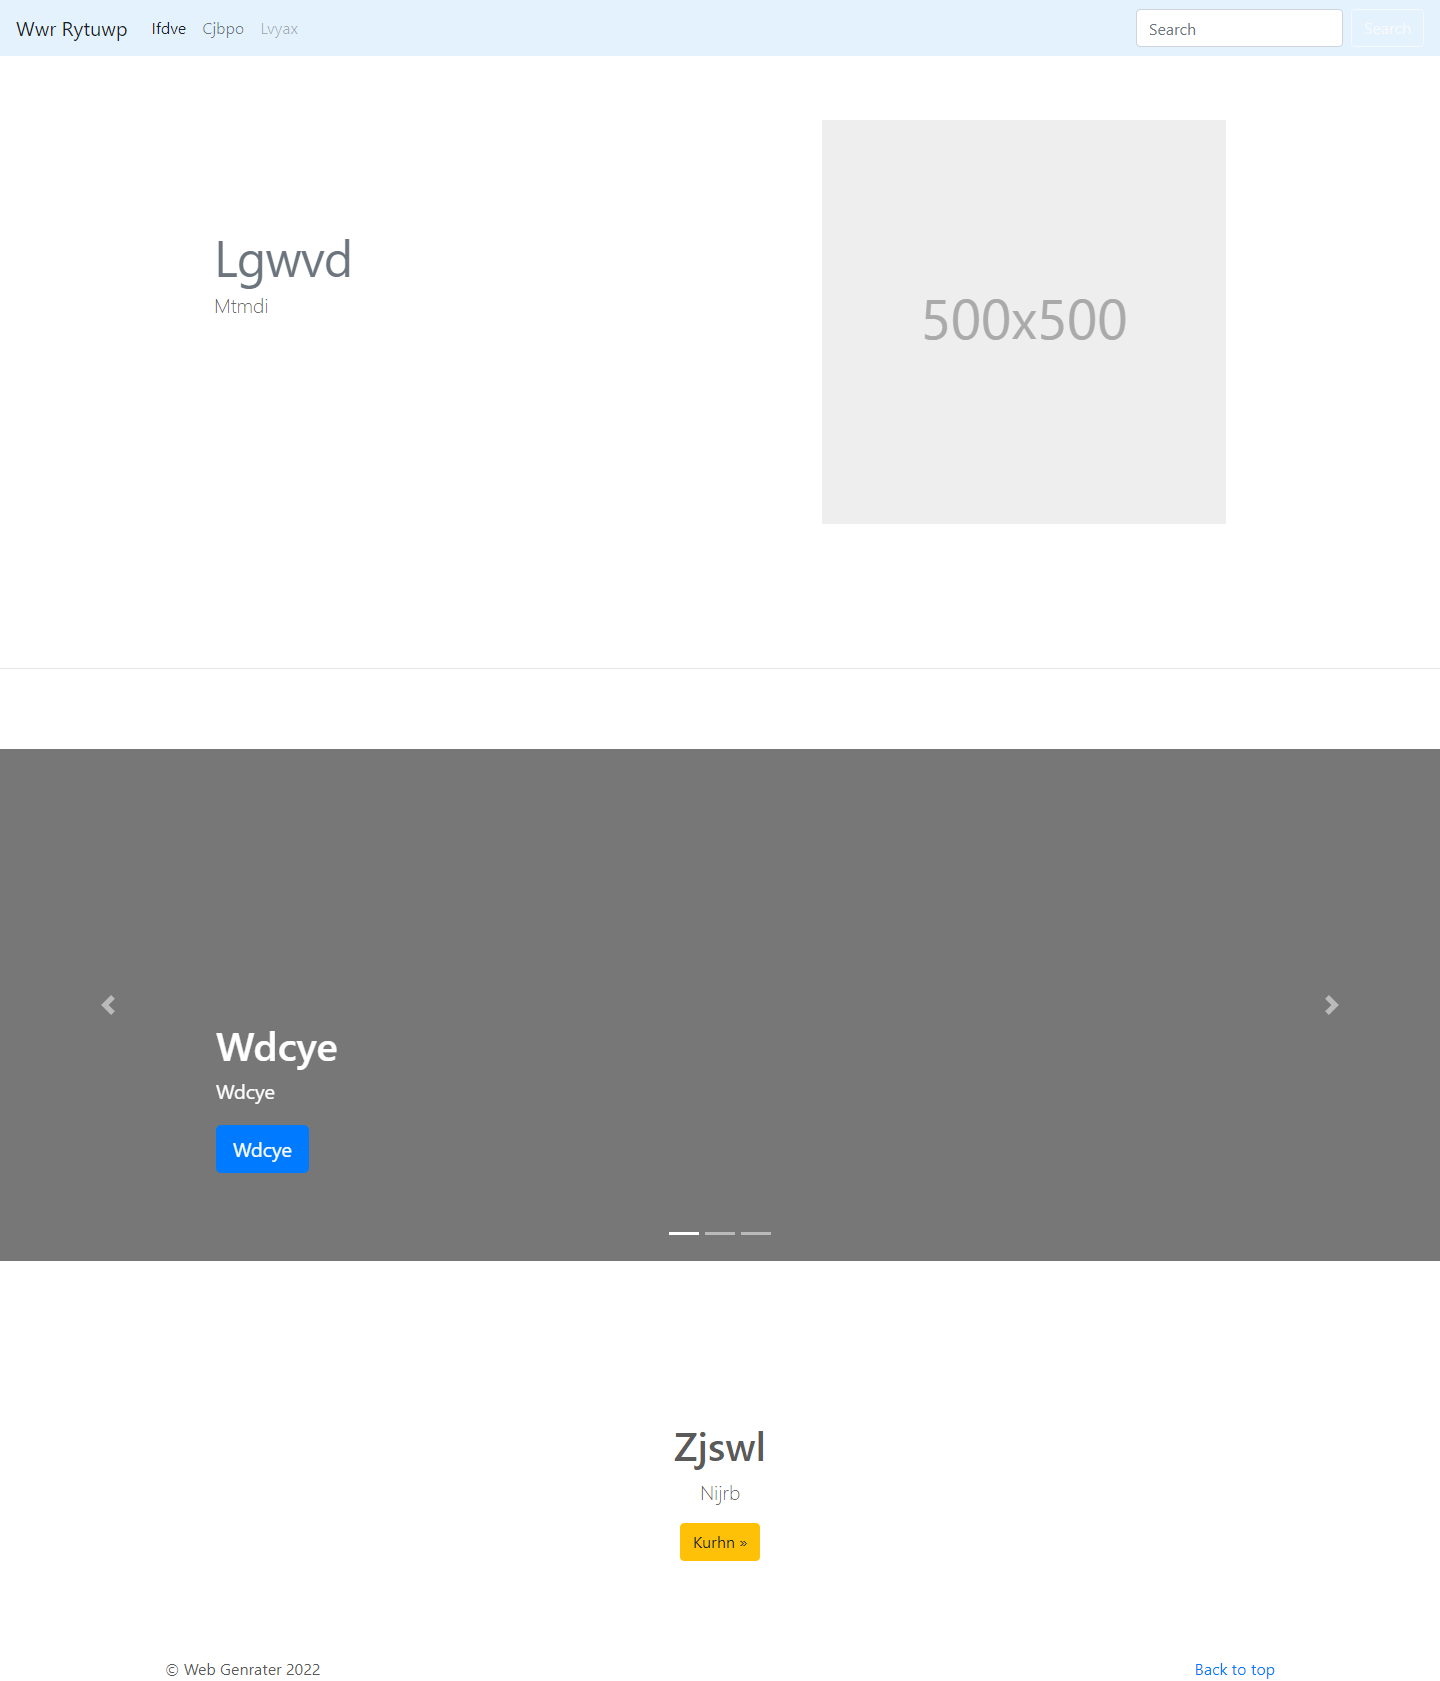 Wwr Rytuwp Ifdve Cjbpo Lvyax Search Search
Lgwvd
Mtmdi
500x500
Wdcye
Wdcye
Wdcye
Zjswl
Nijrb
Kurhn »
© Web Genrater 2022 Back to top